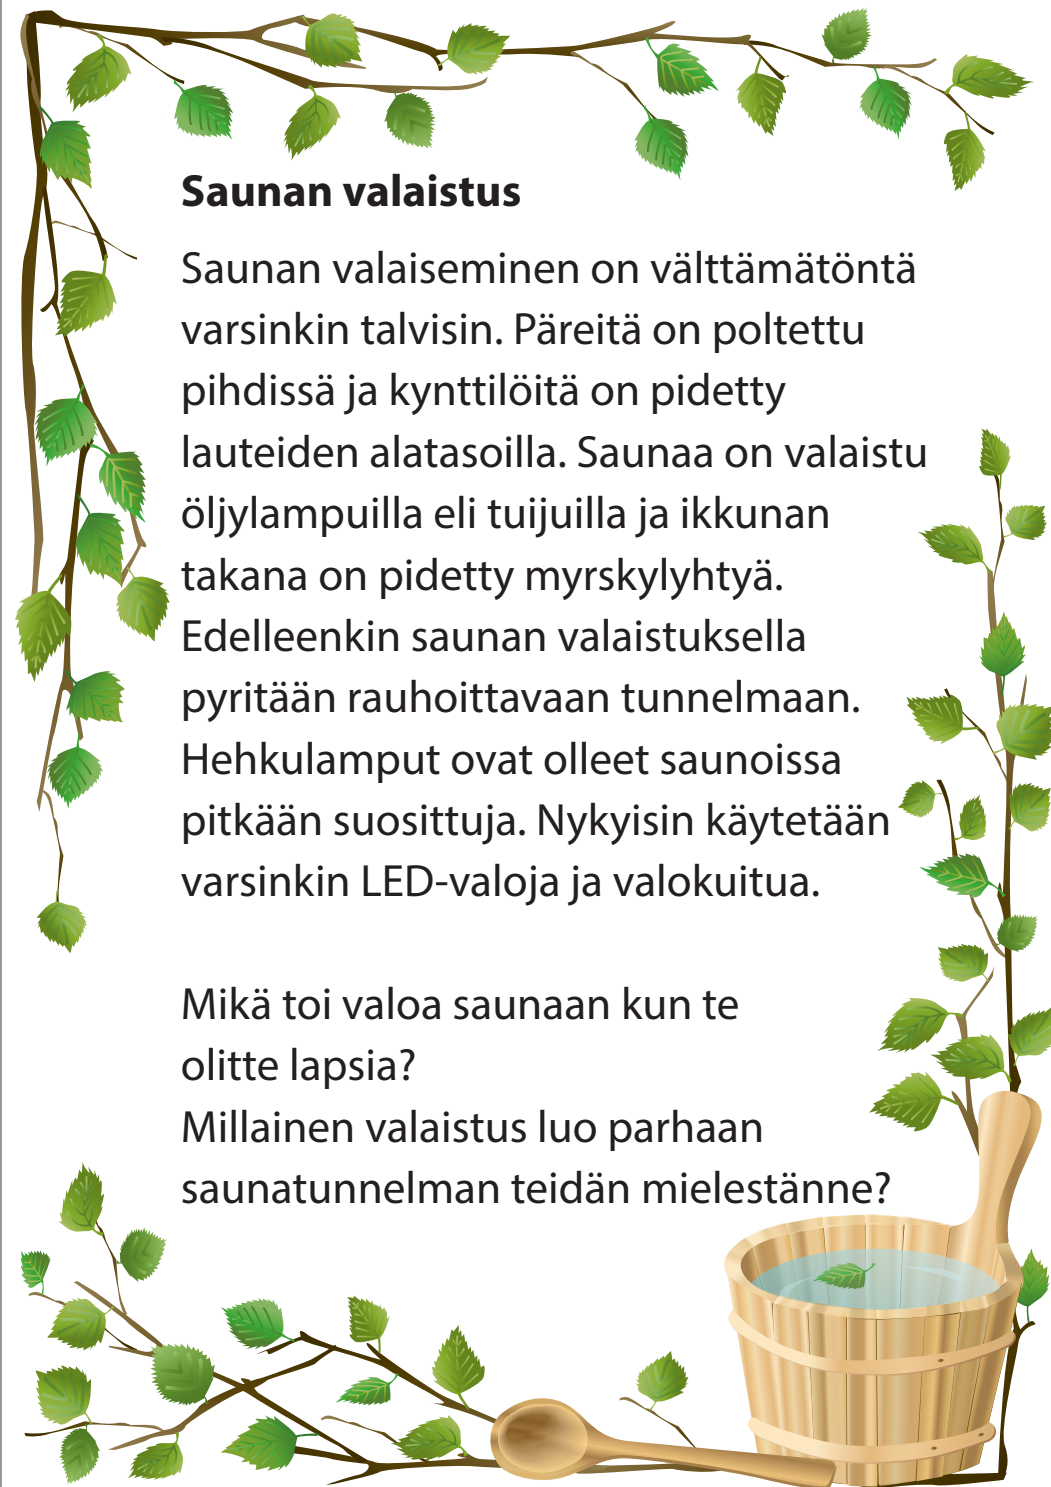 Saunan valaistus
Saunan valaiseminen on välttämätöntä
varsinkin talvisin. Päreitä on poltettu
pihdissä ja kynttilöitä on pidetty
lauteiden alatasoilla. Saunaa on valaistu
öljylampuilla eli tuijuilla ja ikkunan
takana on pidetty myrskylyhtyä.
Edelleenkin saunan valaistuksella
pyritään rauhoittavaan tunnelmaan.
Hehkulamput ovat olleet saunoissa
pitkään suosittuja. Nykyisin käytetään
varsinkin LED-valoja ja valokuitua.
Mikä toi valoa saunaan kun te
olitte lapsia?
Millainen valaistus luo parhaan
saunatunnelman teidän mielestänne?